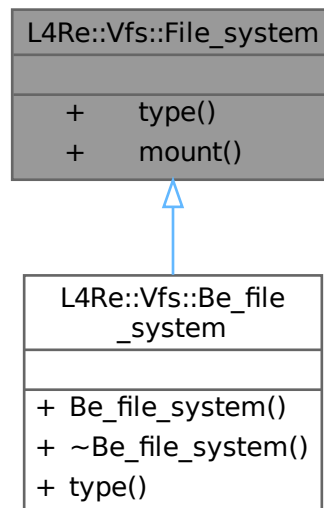 L4Re::Vfs::File_system
+ type()
+ mount()
L4Re::Vfs::Be_file
_system
+ Be_file_system()
+ ~Be_file_system()
+ type()